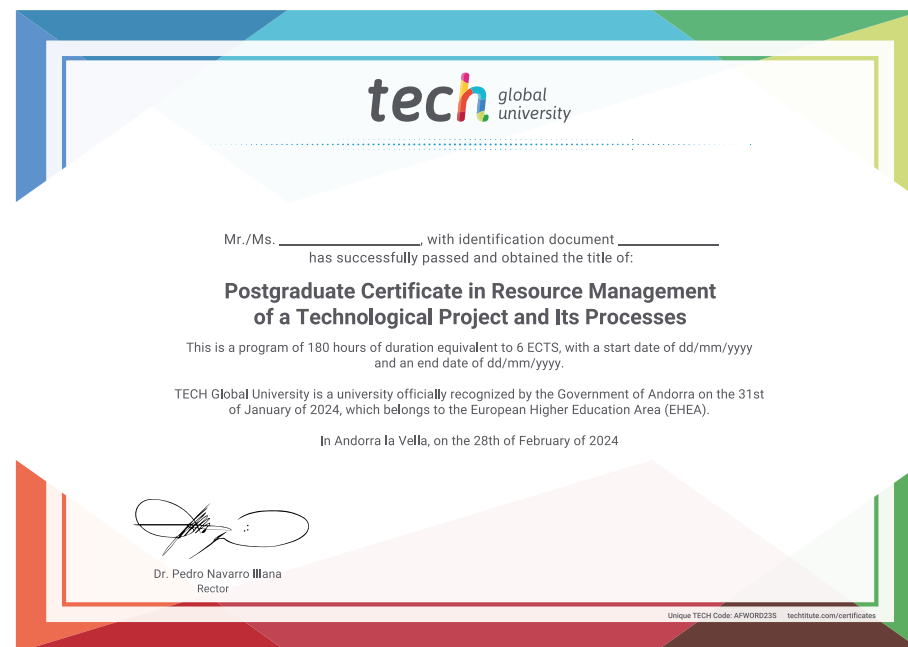 tech global university
Mr./Ms. ____________, with identification document ____________
has successfully passed and obtained the title of:
Postgraduate Certificate in Resource Management
of a Technological Project and Its Processes
This is a program of 180 hours of duration equivalent to 6 ECTS, with a start date of dd/mm/yyyy
and an end date of dd/mm/yyyy.
TECH Global University is a university officially recognized by the Government of Andorra on the 31st
of January of 2024, which belongs to the European Higher Education Area (EHEA).
In Andorra la Vella, on the 28th of February of 2024
Dr. Pedro Navarro Illana
Rector
Unique TECH Code: AFWORD23S techtitute.com/certificates